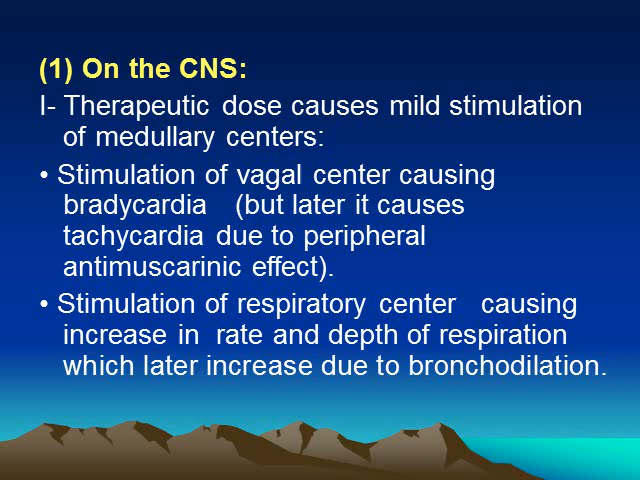 (1) On the CNS:
I- Therapeutic dose causes mild stimulation
of medullary centers:
• Stimulation of vagal center causing
bradycardia (but later it causes
tachycardia due to peripheral
antimuscarinic effect).
• Stimulation of respiratory center causing
increase in rate and depth of respiration
which later increase due to bronchodilation.